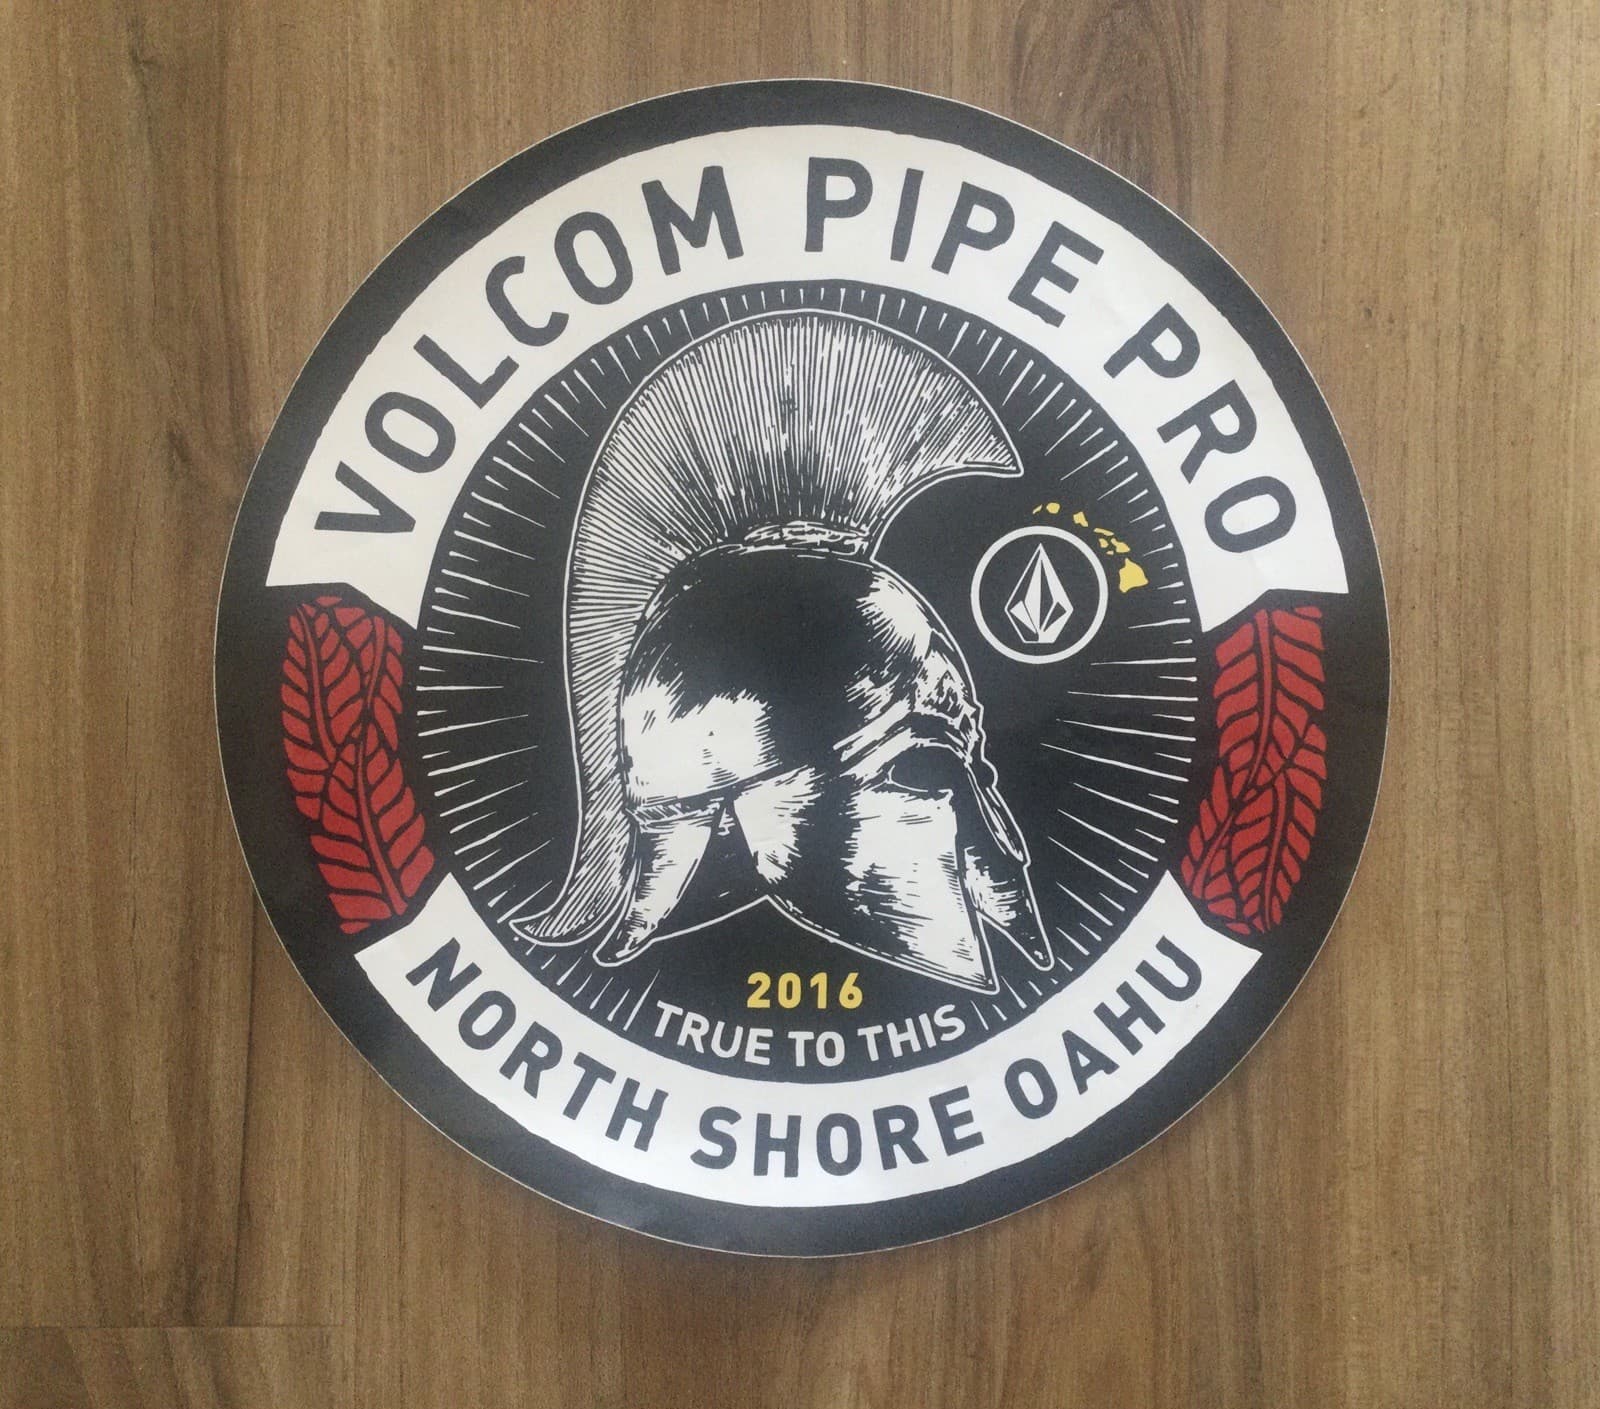 VOLCOM PIPE PRO
2016
TRUE TO THIS
NORTH SHORE OAHU